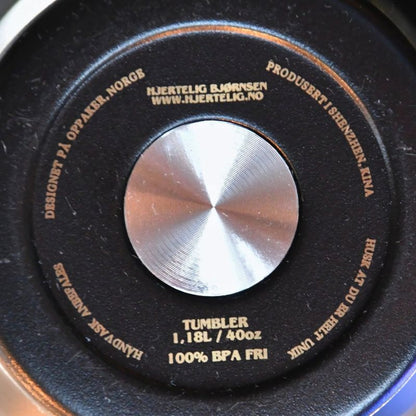 HJERTELIG BJØRNSEN
WWW.HJERTELIG.NO
DESIGNET PÅ OPPAKER, NORGE
PRODUSERT I SHENZHEN, KINA
HÅNDVASK ANBEFALES
HUSK AT DU ER HELT UNIK
TUMBLER
1,18L / 40oz
100% BPA FRI